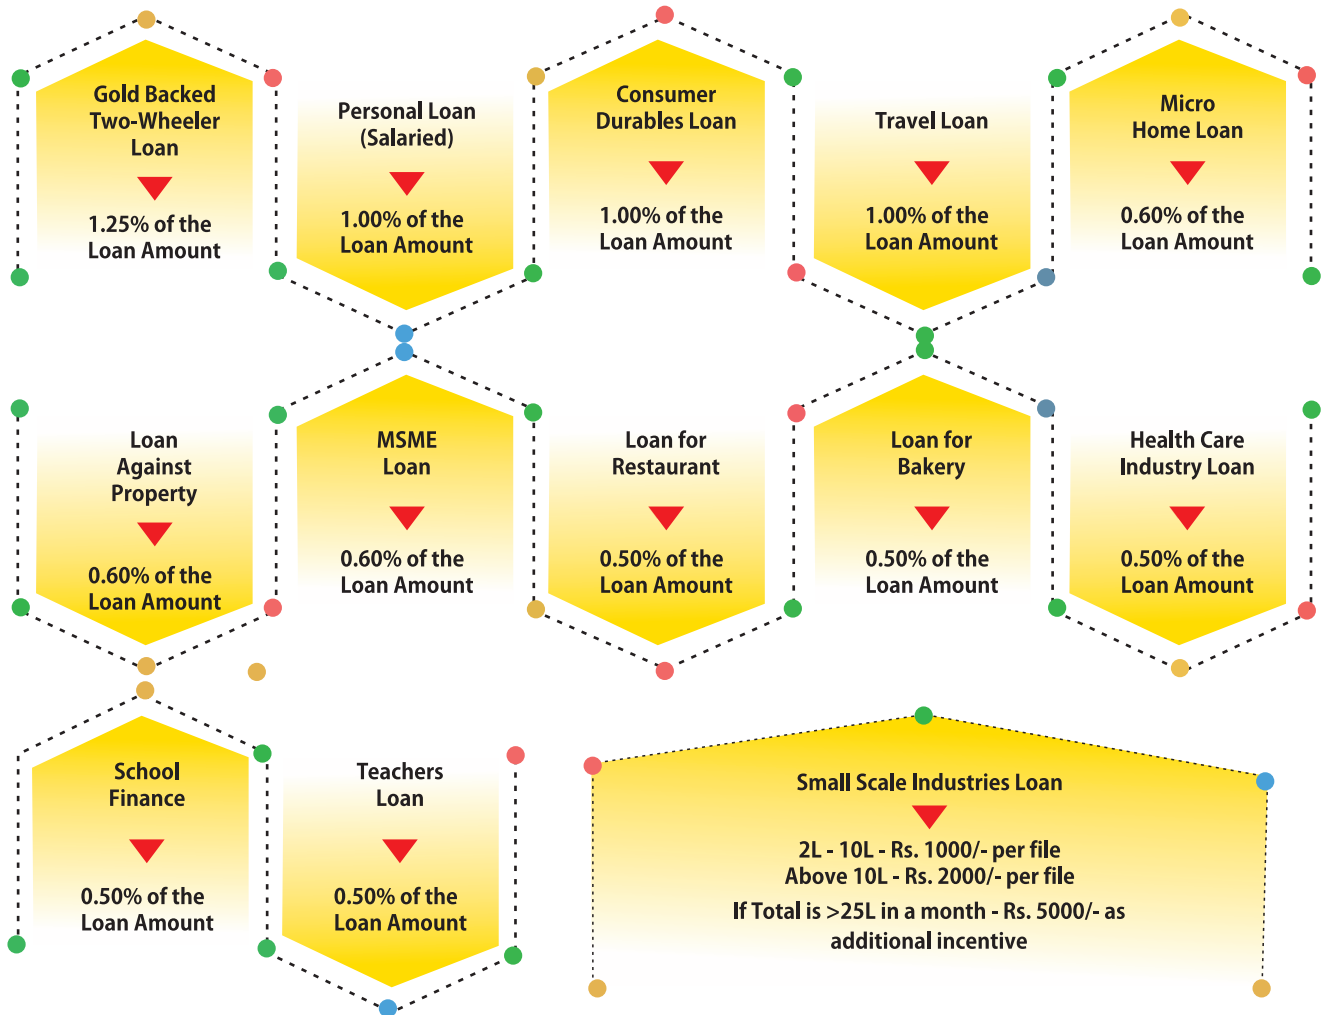 Gold Backed
Two-Wheeler
Loan
1.25% of the
Loan Amount
Personal Loan
(Salaried)
1.00% of the
Loan Amount
Consumer
Durables Loan
1.00% of the
Loan Amount
Travel Loan
1.00% of the
Loan Amount
Micro
Home Loan
0.60% of the
Loan Amount
Loan
Against
Property
0.60% of the
Loan Amount
MSME
Loan
0.60% of the
Loan Amount
Loan for
Restaurant
0.50% of the
Loan Amount
Loan for
Bakery
0.50% of the
Loan Amount
Health Care
Industry Loan
0.50% of the
Loan Amount
School
Finance
0.50% of the
Loan Amount
Teachers
Loan
0.50% of the
Loan Amount
Small Scale Industries Loan
2L - 10L - Rs. 1000/- per file
Above 10L - Rs. 2000/- per file
If Total is >25L in a month - Rs. 5000/- as
additional incentive